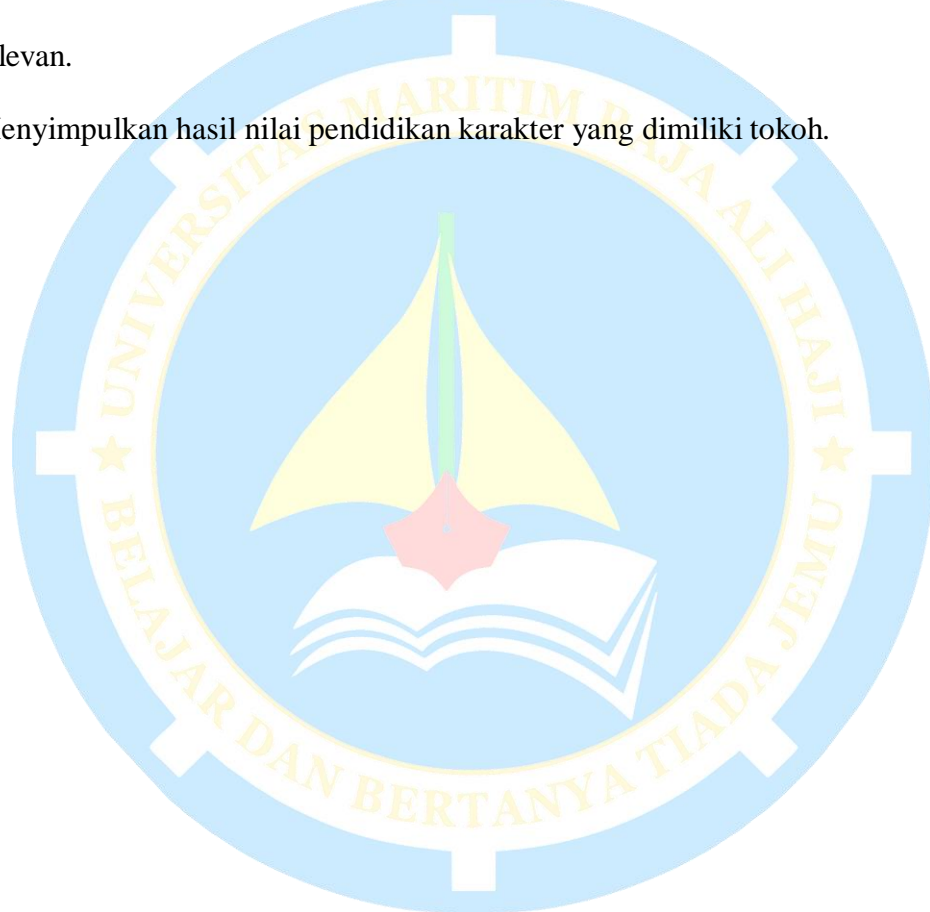 levan.
enyimpulkan hasil nilai pendidikan karakter yang dimiliki tokoh.
UNIVERSITAS MARITIM RAJA ALI HAJI
BELAJAR DAN BERTANYA TIADA JEMU